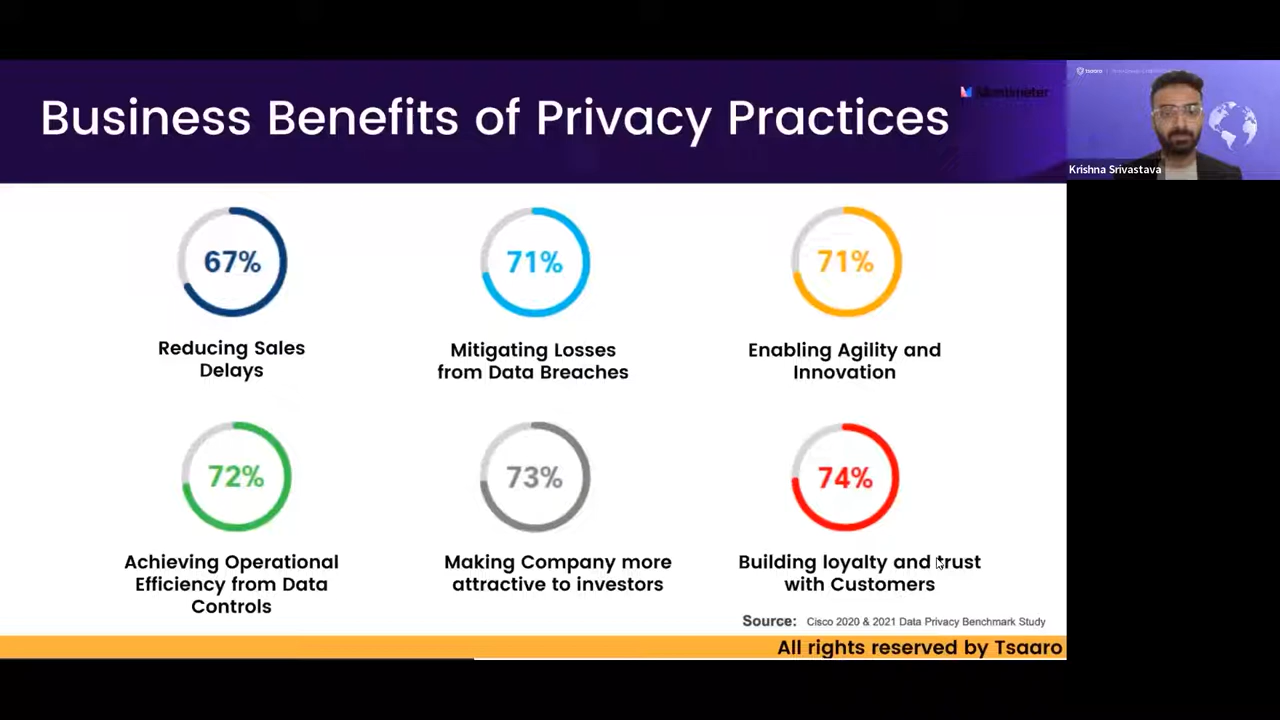 Business Benefits of Privacy Practices
Mentimeter
tsaaro
Krishna Srivastava
67%
71%
71%
Reducing Sales
Delays
Mitigating Losses
from Data Breaches
Enabling Agility and
Innovation
72%
73%
74%
Achieving Operational
Efficiency from Data
Controls
Making Company more
attractive to investors
Building loyalty and trust
with Customers
Source: Cisco 2020 & 2021 Data Privacy Benchmark Study
All rights reserved by Tsaaro